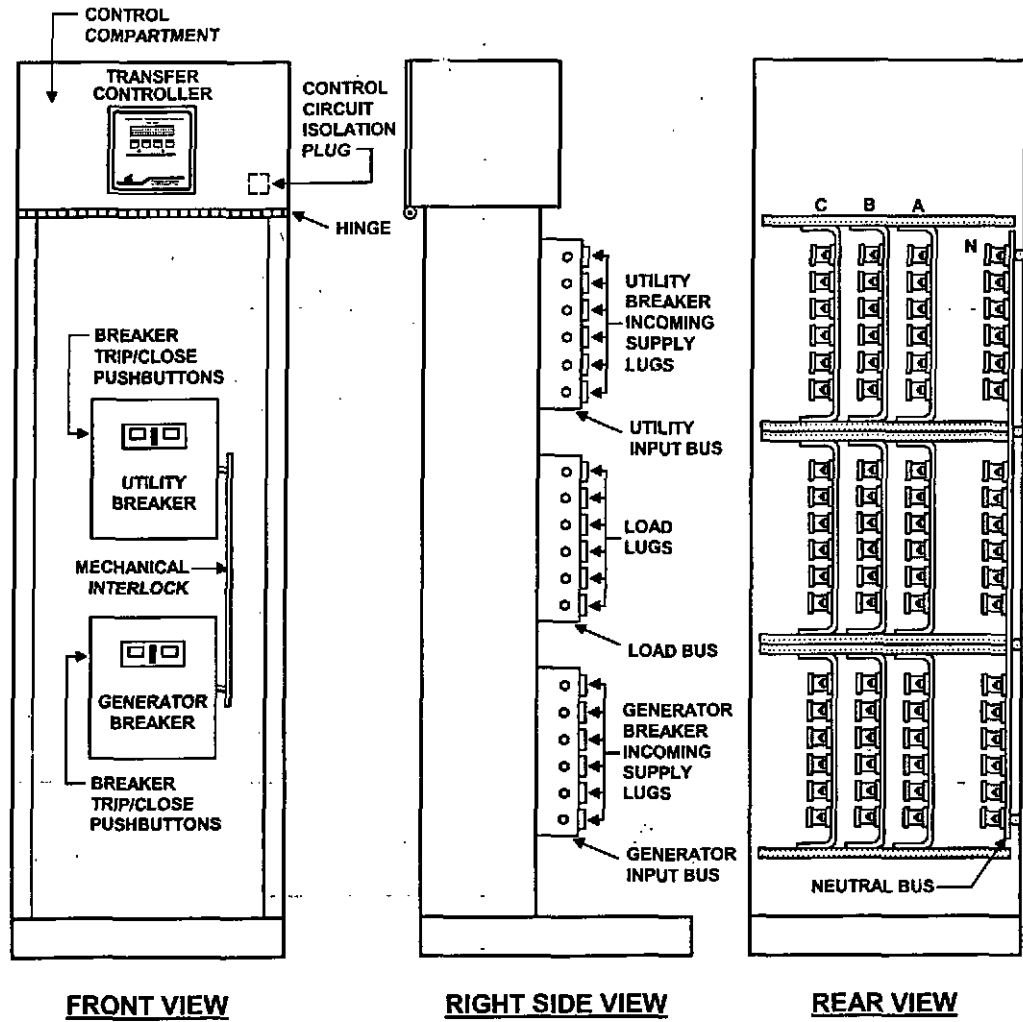 CONTROL
COMPARTMENT
TRANSFER
CONTROLLER
CONTROL
CIRCUIT
ISOLATION
PLUG
HINGE
BREAKER
TRIP/CLOSE
PUSHBUTTONS
UTILITY
BREAKER
MECHANICAL
INTERLOCK
GENERATOR
BREAKER
BREAKER
TRIP/CLOSE
PUSHBUTTONS
FRONT VIEW
UTILITY
BREAKER
INCOMING
SUPPLY
LUGS
UTILITY
INPUT BUS
LOAD
LUGS
LOAD BUS
GENERATOR
BREAKER
INCOMING
SUPPLY
LUGS
GENERATOR
INPUT BUS
RIGHT SIDE VIEW
C B A
N
NEUTRAL BUS
REAR VIEW